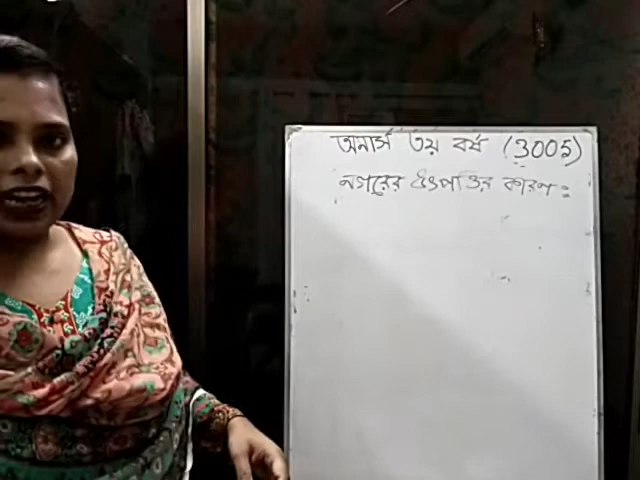 অনার্স ৩য় বর্ষ (3005)
নগরের উৎপত্তির কারণ :